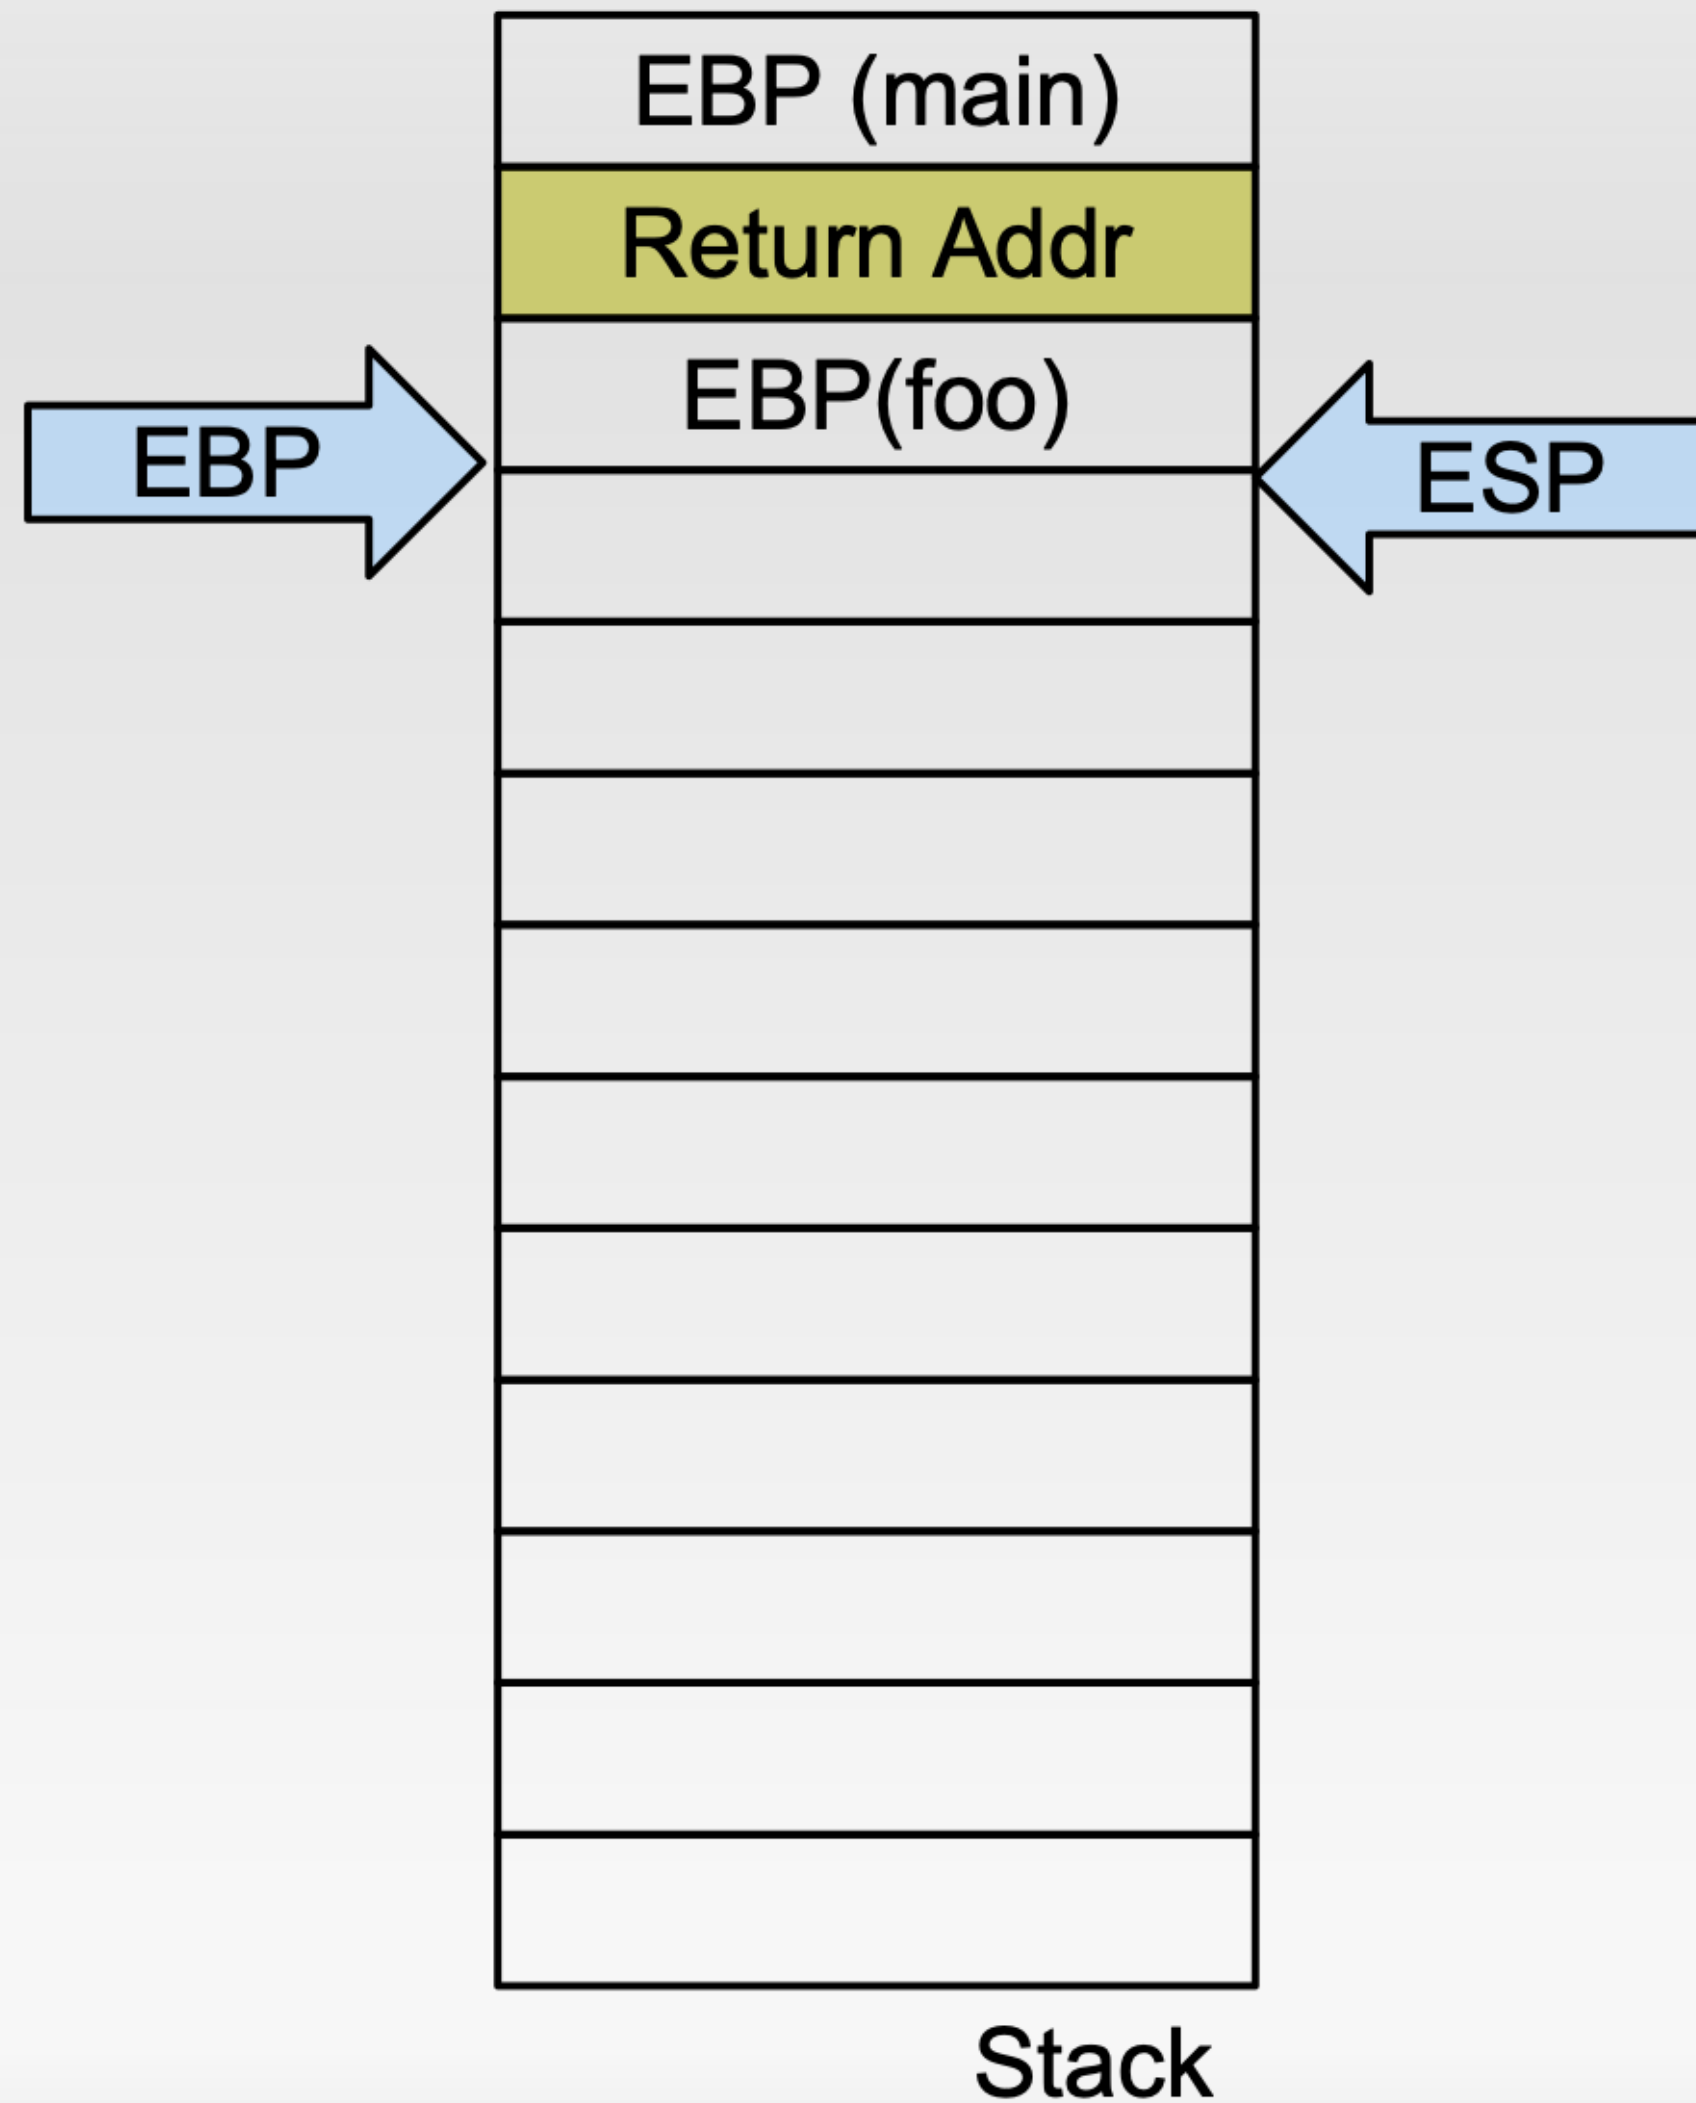 EBP (main)
Return Addr
EBP(foo)
EBP
ESP
Stack